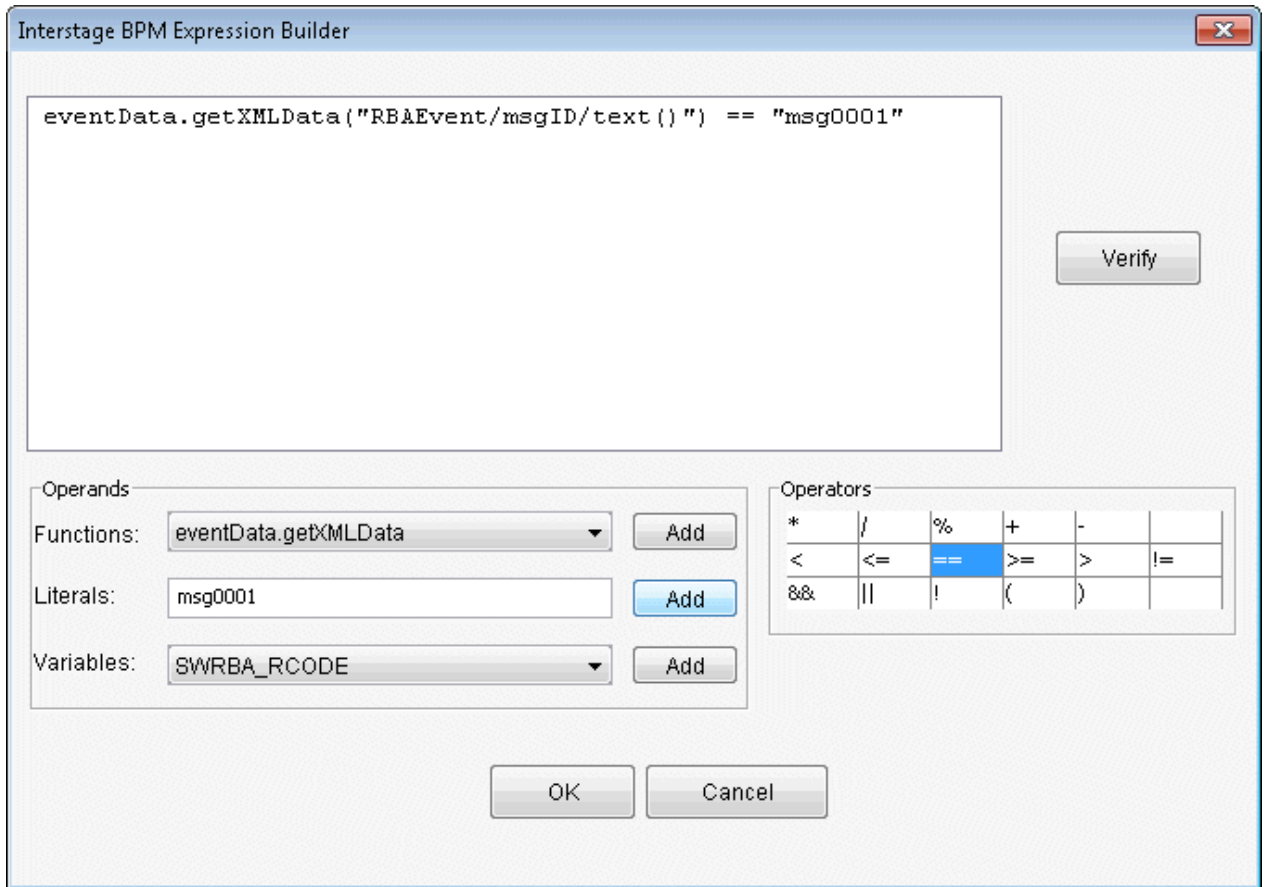 Interstage BPM Expression Builder
eventData.getXMLData("RBAEvent/msgID/text()") == "msg0001"
Verify
Operands
Functions: eventData.getXMLData Add
Literals: msg0001 Add
Variables: SWRBA_RCODE Add
Operators
* / % + -
< <= == >= > !=
&& || ! ( )
OK Cancel